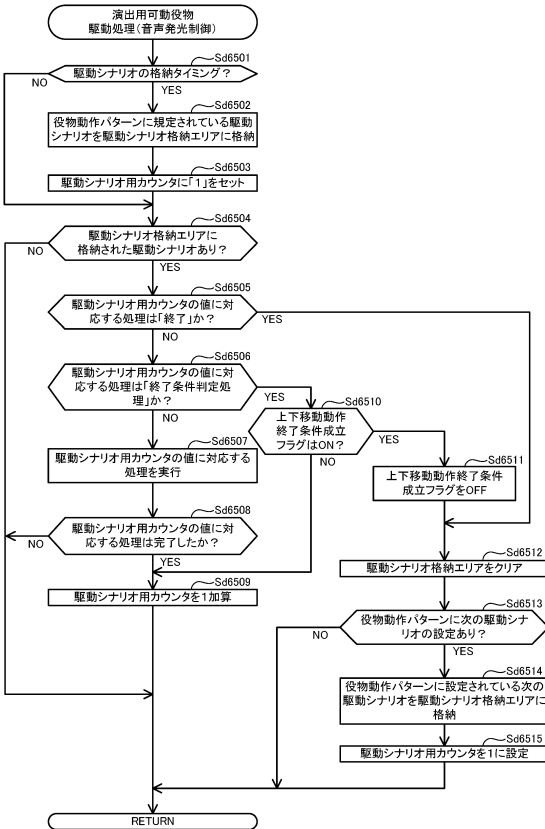 演出用可動役物
駆動処理（音声発光制御）
Sd6501
駆動シナリオの格納タイミング？
NO
YES
Sd6502
役物動作パターンに規定されている駆動
シナリオを駆動シナリオ格納エリアに格納
Sd6503
駆動シナリオ用カウンタに「1」をセット
Sd6504
駆動シナリオ格納エリアに
格納された駆動シナリオあり？
NO
YES
Sd6505
駆動シナリオ用カウンタの値に対
応する処理は「終了」か？
YES
NO
Sd6506
駆動シナリオ用カウンタの値に対
応する処理は「終了条件判定処
理」か？
YES
NO
Sd6510
上下移動動作
終了条件成立
フラグはON？
YES
NO
Sd6507
駆動シナリオ用カウンタの値に対応する
処理を実行
Sd6511
上下移動動作終了条件
成立フラグをOFF
Sd6508
駆動シナリオ用カウンタの値に対
応する処理は完了したか？
NO
YES
Sd6509
駆動シナリオ用カウンタを1加算
Sd6512
駆動シナリオ格納エリアをクリア
Sd6513
役物動作パターンに次の駆動シナ
リオの設定あり？
NO
YES
Sd6514
役物動作パターンに設定されている次の
駆動シナリオを駆動シナリオ格納エリアに
格納
Sd6515
駆動シナリオ用カウンタを1に設定
RETURN